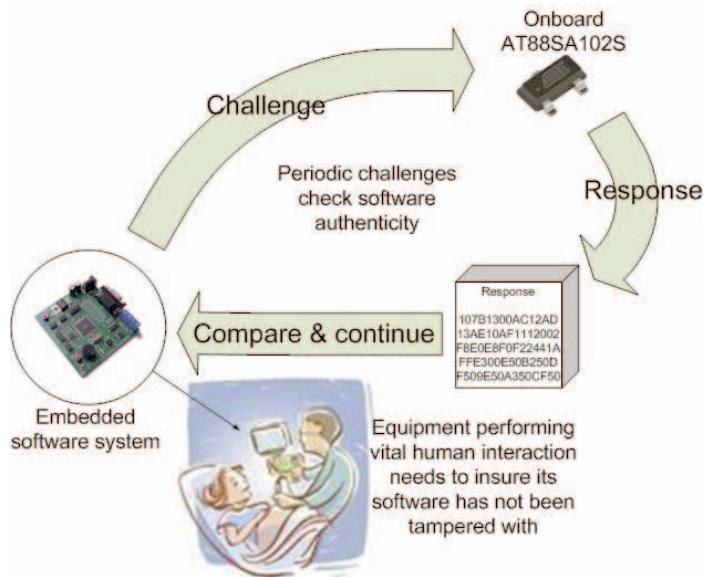 Onboard
AT88SA102S
Challenge
Periodic challenges
check software
authenticity
Response
Response
107B1300AC12AD
13AE10AF1112002
F8E0E8F0F22441A
FFE300E50B250D
F509E50A350CF50
Compare & continue
Embedded
software system
Equipment performing
vital human interaction
needs to insure its
software has not been
tampered with